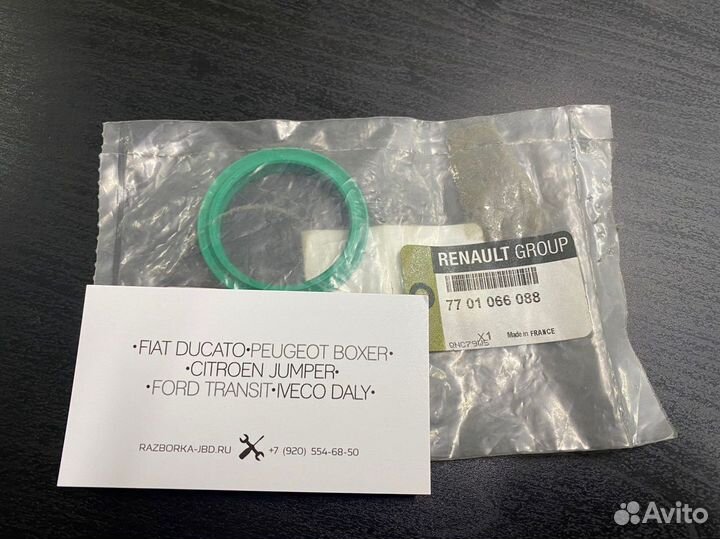 RENAULT GROUP
77 01 066 088
X1 Made in FRANCE
QNC7905
•FIAT DUCATO•PEUGEOT BOXER•
•CITROEN JUMPER•
•FORD TRANSIT•IVECO DALY•
RAZBORKA-JBD.RU +7 (920) 554-68-50
Avito